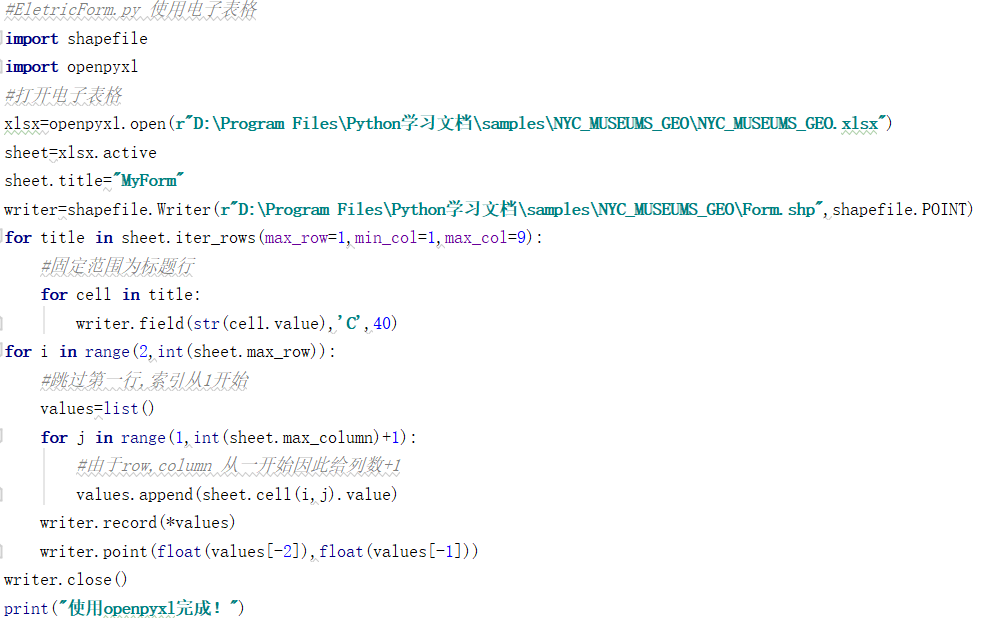 #EletricForm.py 使用电子表格
import shapefile
import openpyxl
#打开电子表格
xlsx=openpyxl.open(r"D:\Program Files\Python学习文档\samples\NYC_MUSEUMS_GEO\NYC_MUSEUMS_GEO.xlsx")
sheet=xlsx.active
sheet.title="MyForm"
writer=shapefile.Writer(r"D:\Program Files\Python学习文档\samples\NYC_MUSEUMS_GEO\Form.shp",shapefile.POINT)
for title in sheet.iter_rows(max_row=1,min_col=1,max_col=9):
    #固定范围为标题行
    for cell in title:
        writer.field(str(cell.value),'C',40)
for i in range(2,int(sheet.max_row)):
    #跳过第一行,索引从1开始
    values=list()
    for j in range(1,int(sheet.max_column)+1):
        #由于row,column 从一开始因此给列数+1
        values.append(sheet.cell(i,j).value)
    writer.record(*values)
    writer.point(float(values[-2]),float(values[-1]))
writer.close()
print("使用openpyxl完成！")